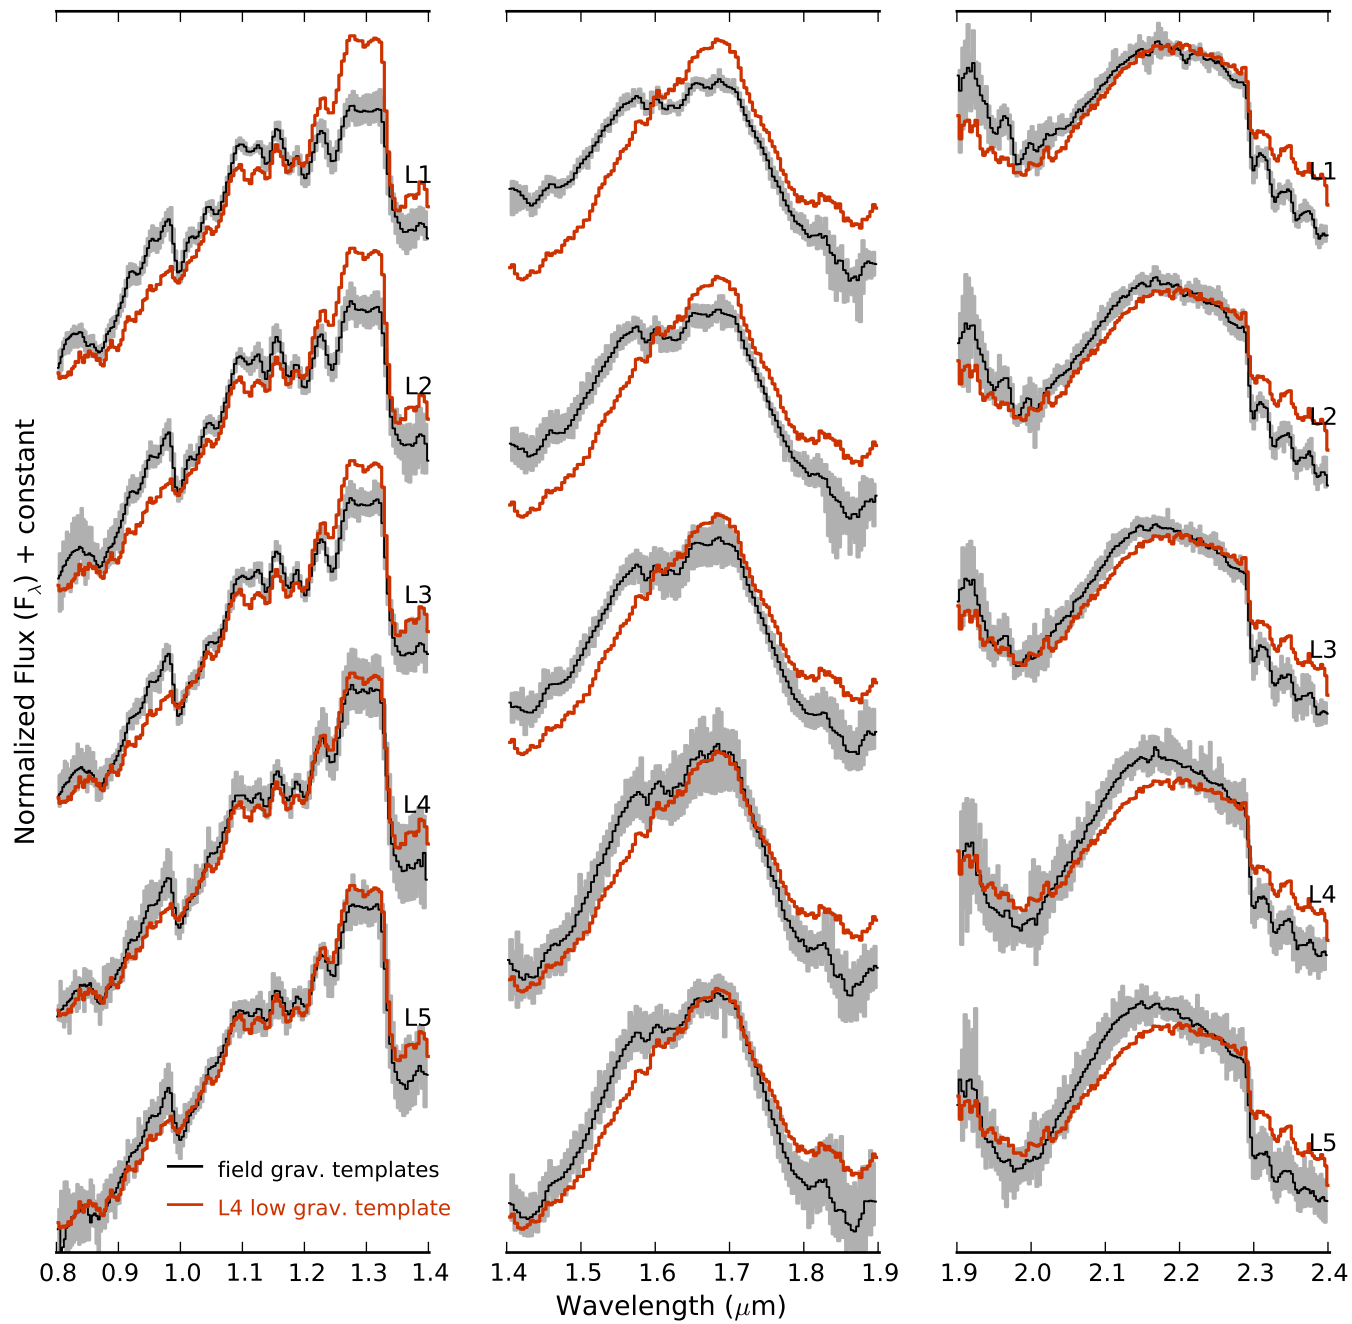 Normalized Flux (Fλ) + constant
L1
L1
L2
L2
L3
L3
L4
L4
L5
L5
field grav. templates
L4 low grav. template
0.8 0.9 1.0 1.1 1.2 1.3 1.4
1.4 1.5 1.6 1.7 1.8 1.9
1.9 2.0 2.1 2.2 2.3 2.4
Wavelength (μm)